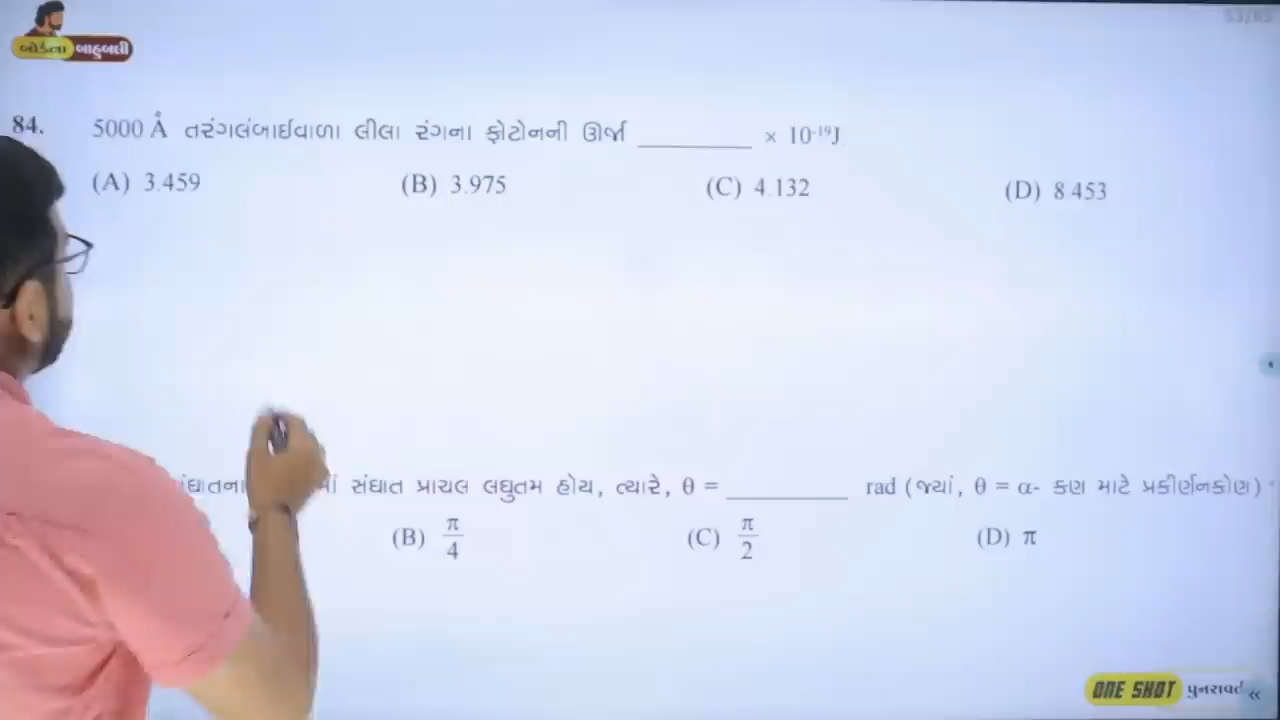 બોર્ડના બાહુબલી
84. 5000 Å તરંગલંબાઈવાળા લીલા રંગના ફોટોનની ઊર્જા ________ × 10⁻¹⁹J
(A) 3.459 (B) 3.975 (C) 4.132 (D) 8.453
સંઘાત પ્રાચલ લઘુતમ હોય, ત્યારે, θ = ________ rad (જ્યાં, θ = α- કણ માટે પ્રકીર્ણનકોણ)
(B) π/4 (C) π/2 (D) π
ONE SHOT પુનરાવર્તન